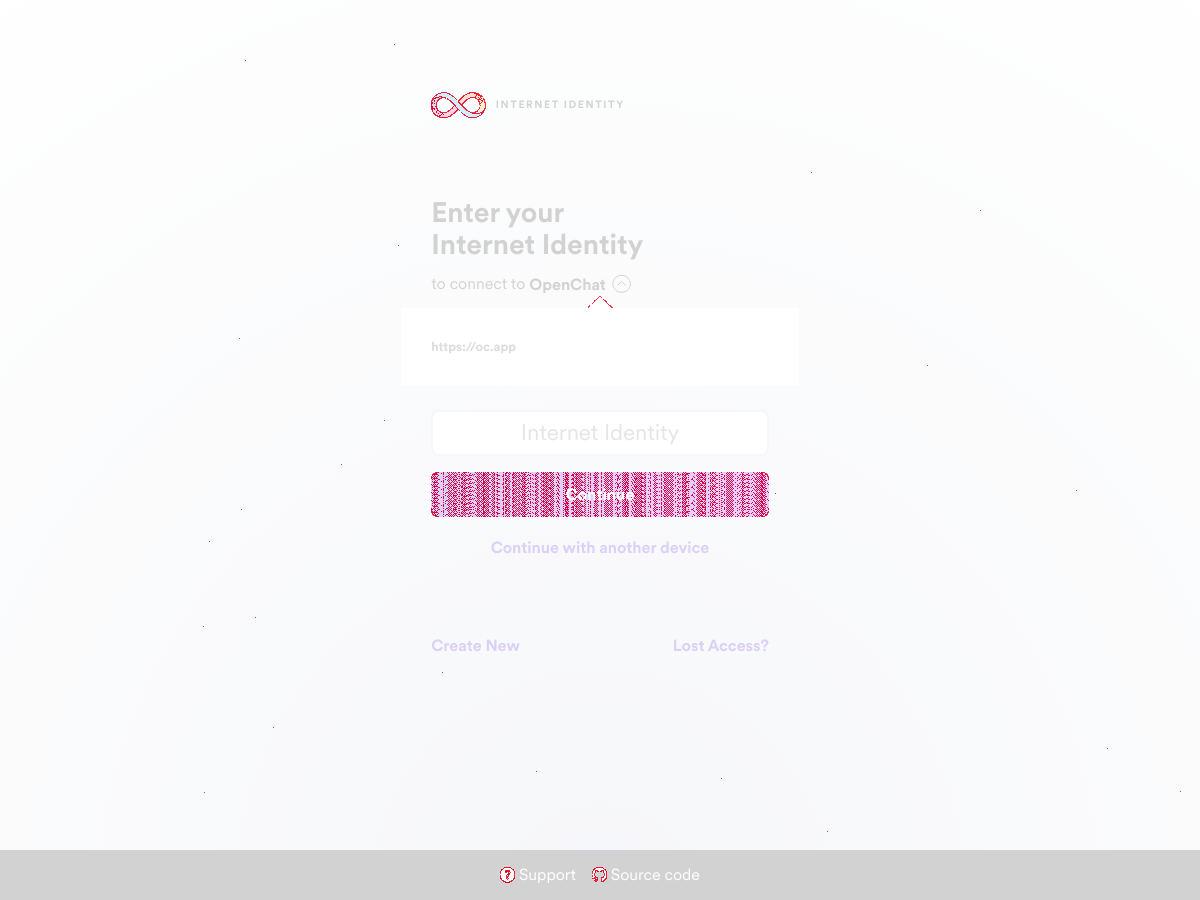 INTERNET IDENTITY
Enter your
Internet Identity
to connect to OpenChat
https://oc.app
Internet Identity
Continue
Continue with another device
Create New
Lost Access?
Support
Source code